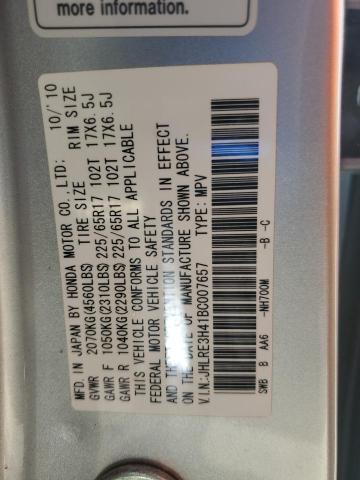 more information.
MFD. IN JAPAN BY HONDA MOTOR CO.,LTD: 10/'10
GVWR 2070KG(4560LBS) TIRE SIZE RIM SIZE
GAWR F 1050KG(2310LBS) 225/65R17 102T 17X6.5J
GAWR R 1040KG(2290LBS) 225/65R17 102T 17X6.5J
THIS VEHICLE CONFORMS TO ALL APPLICABLE
FEDERAL MOTOR VEHICLE SAFETY
AND THEFT PREVENTION STANDARDS IN EFFECT
ON THE DATE OF MANUFACTURE SHOWN ABOVE.
V.I.N:JHLRE3H41BC007657 TYPE: MPV
SWB B AA6 -NH700M -B -C